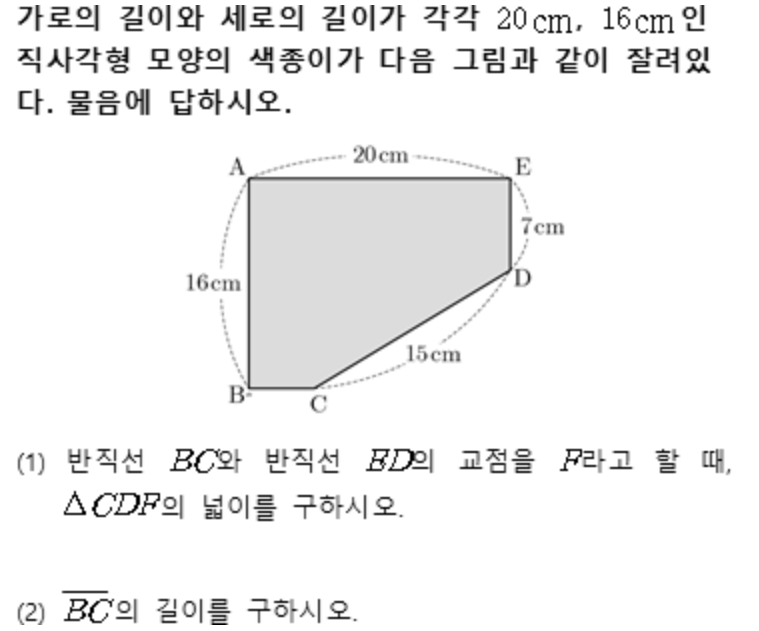 가로의 길이와 세로의 길이가 각각 20cm, 16cm인
직사각형 모양의 색종이가 다음 그림과 같이 잘려있
다. 물음에 답하시오.
20cm
A
E
7cm
16cm
D
15cm
B
C
(1) 반직선 BC와 반직선 ED의 교점을 F라고 할 때,
△CDF의 넓이를 구하시오.
(2) \overline{BC}의 길이를 구하시오.